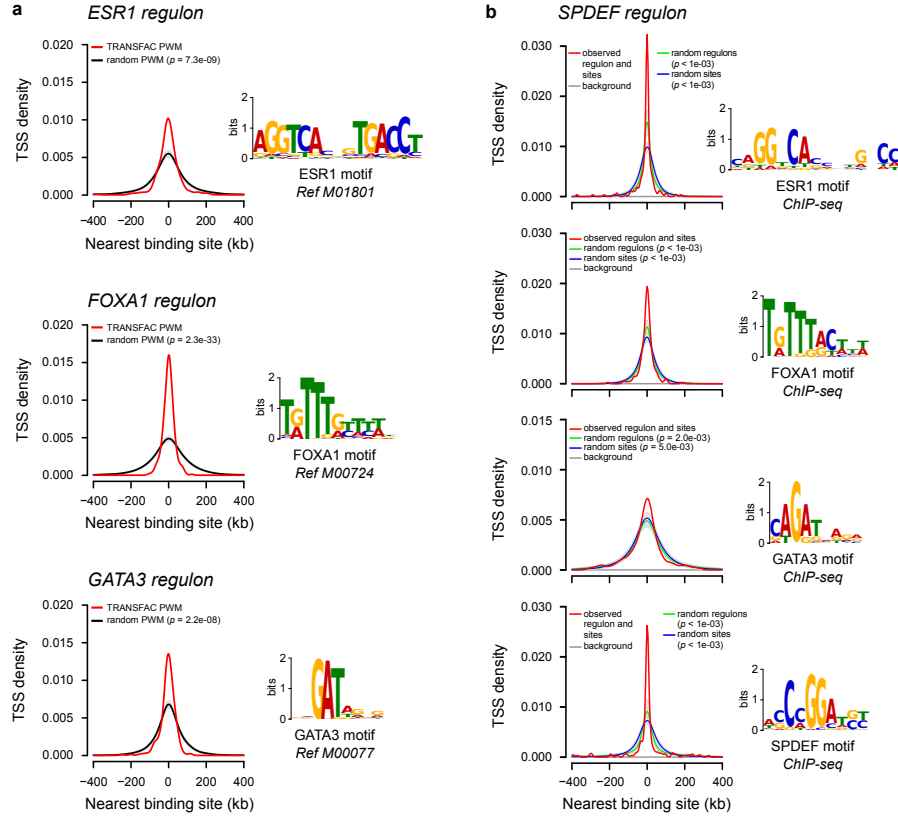 a
ESR1 regulon
TSS density
0.020
0.015
0.010
0.005
0.000
TRANSFAC PWM
random PWM (p = 7.3e-09)
−400
−200
0
200
400
Nearest binding site (kb)
bits
2
1
0
AGGTCA TGACCT
ESR1 motif
Ref M01801
FOXA1 regulon
TSS density
0.020
0.015
0.010
0.005
0.000
TRANSFAC PWM
random PWM (p = 2.3e-33)
−400
−200
0
200
400
Nearest binding site (kb)
bits
2
1
0
TGTTTGTTT
FOXA1 motif
Ref M00724
GATA3 regulon
TSS density
0.020
0.015
0.010
0.005
0.000
TRANSFAC PWM
random PWM (p = 2.2e-08)
−400
−200
0
200
400
Nearest binding site (kb)
bits
2
1
0
GAT
GATA3 motif
Ref M00077
b
SPDEF regulon
TSS density
0.030
0.020
0.010
0.000
observed
regulon and
sites
background
random regulons
(p < 1e-03)
random sites
(p < 1e-03)
bits
2
1
0
CAGG CAC G CC
ESR1 motif
ChIP-seq
TSS density
0.030
0.020
0.010
0.000
observed regulon and sites
random regulons (p < 1e-03)
random sites (p < 1e-03)
background
bits
2
1
0
TGTTTAC
FOXA1 motif
ChIP-seq
TSS density
0.015
0.010
0.005
0.000
observed regulon and sites
random regulons (p = 2.0e-03)
random sites (p = 5.0e-03)
background
bits
2
1
0
CAGAT
GATA3 motif
ChIP-seq
TSS density
0.030
0.020
0.010
0.000
observed
regulon and
sites
background
random regulons
(p < 1e-03)
random sites
(p < 1e-03)
−400
−200
0
200
400
Nearest binding site (kb)
bits
2
1
0
CCGGA
SPDEF motif
ChIP-seq